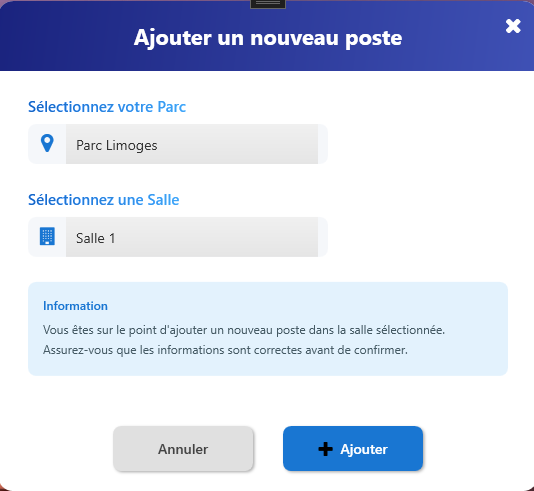 Ajouter un nouveau poste
Sélectionnez votre Parc
Parc Limoges
Sélectionnez une Salle
Salle 1
Information
Vous êtes sur le point d'ajouter un nouveau poste dans la salle sélectionnée.
Assurez-vous que les informations sont correctes avant de confirmer.
Annuler
Ajouter